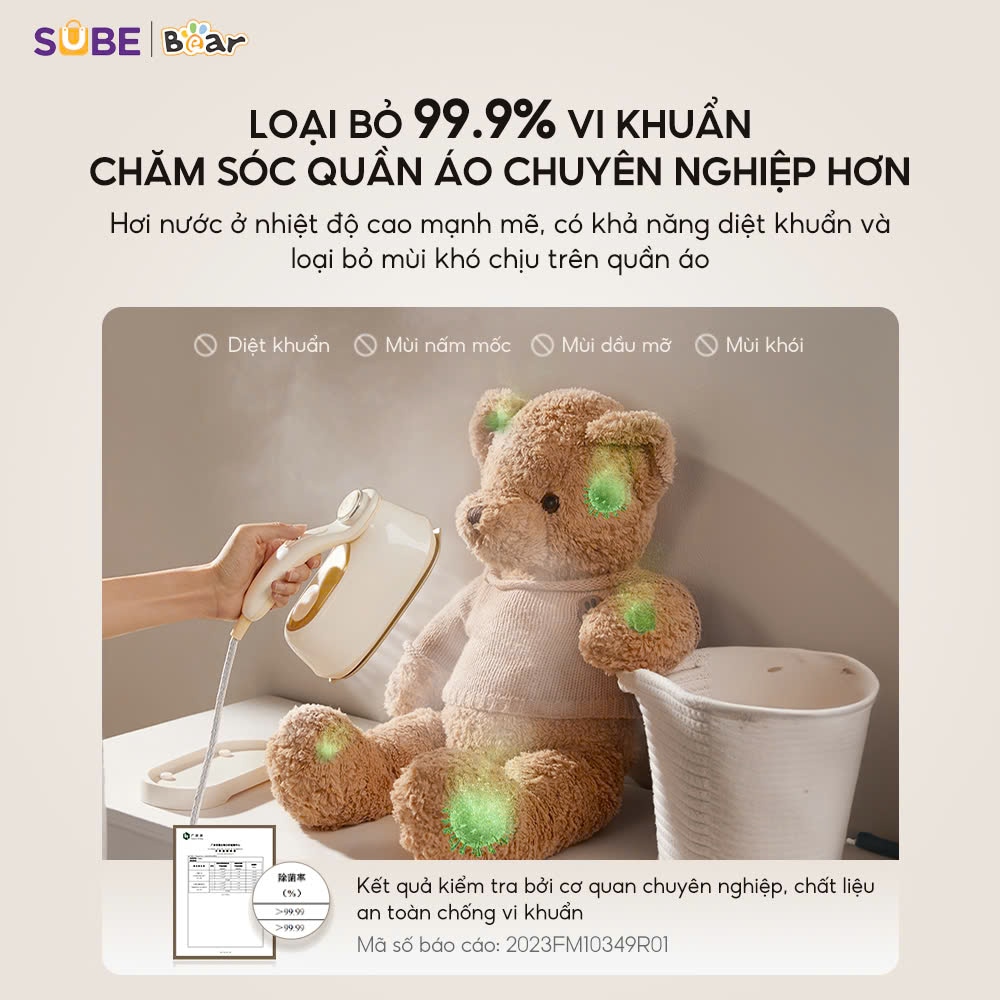 SUBE Bear
LOẠI BỎ 99.9% VI KHUẨN
CHĂM SÓC QUẦN ÁO CHUYÊN NGHIỆP HƠN
Hơi nước ở nhiệt độ cao mạnh mẽ, có khả năng diệt khuẩn và
loại bỏ mùi khó chịu trên quần áo
Diệt khuẩn Mùi nấm mốc Mùi dầu mỡ Mùi khói
除菌率
(%)
>99.99
>99.99
Kết quả kiểm tra bởi cơ quan chuyên nghiệp, chất liệu
an toàn chống vi khuẩn
Mã số báo cáo: 2023FM10349R01